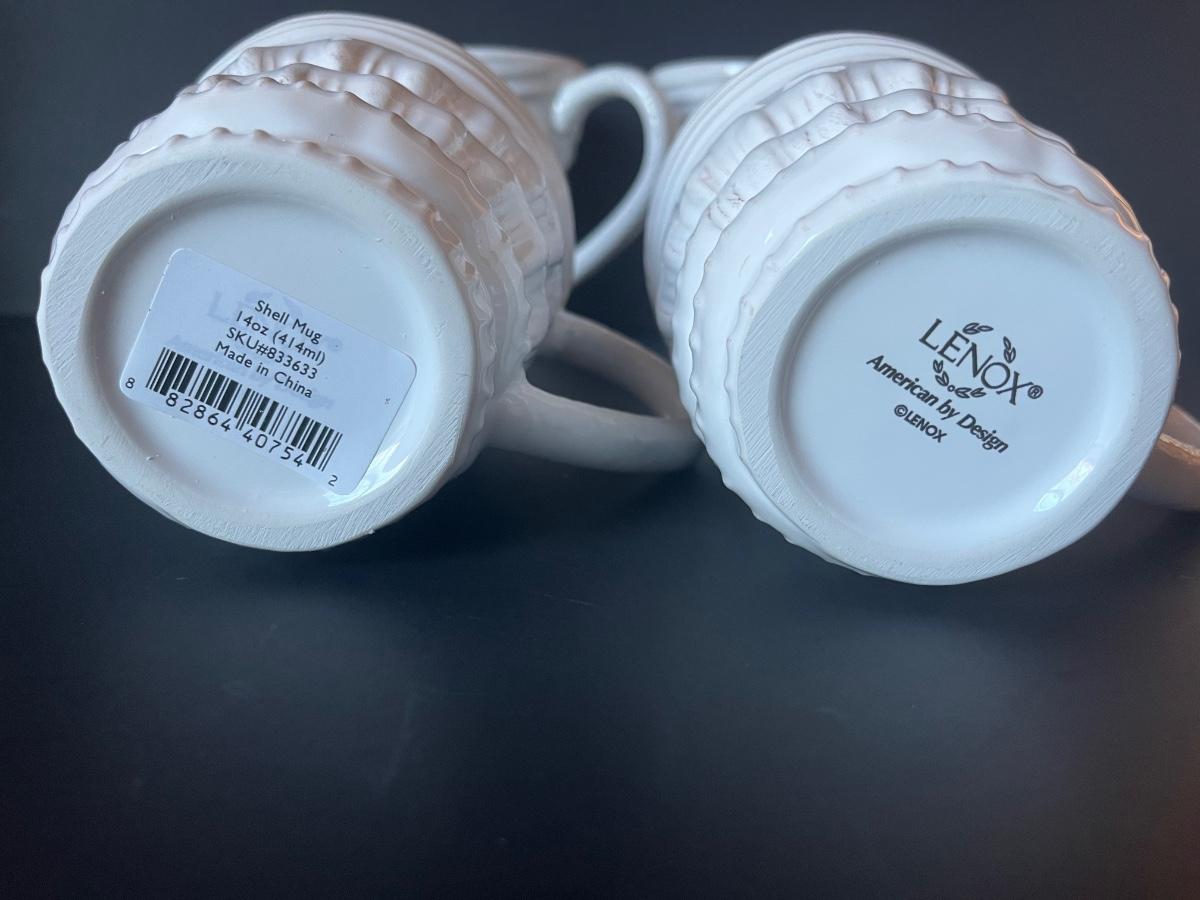 Shell Mug
14oz (414ml)
SKU#833633
Made in China
8 82864 40754 2
LENOX®
American by Design
©LENOX